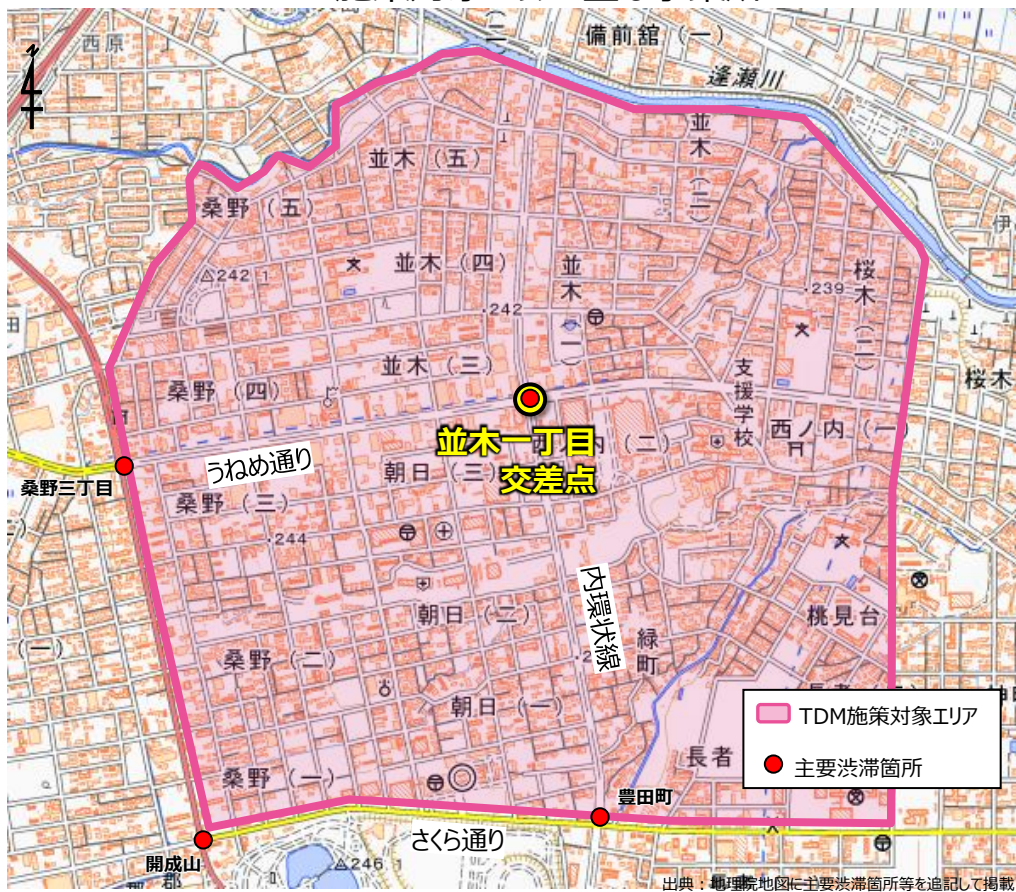 西原
備前舘(一)
逢瀬川
並木(五)
並木(二)
桑野(五)
並木(四)
並木(一)
桜木(二)
242
239
242
並木(三)
桑野(四)
支援学校
桜木
西ノ内(一)
並木一丁目
交差点
うねめ通り
朝日(三)
桑野三丁目
桑野(三)
244
内環状線
朝日(二)
緑町
桃見台
桑野(二)
朝日(一)
TDM施策対象エリア
長者
主要渋滞箇所
桑野(一)
豊田町
さくら通り
開成山
246
出典:地理院地図に主要渋滞箇所等を追記して掲載